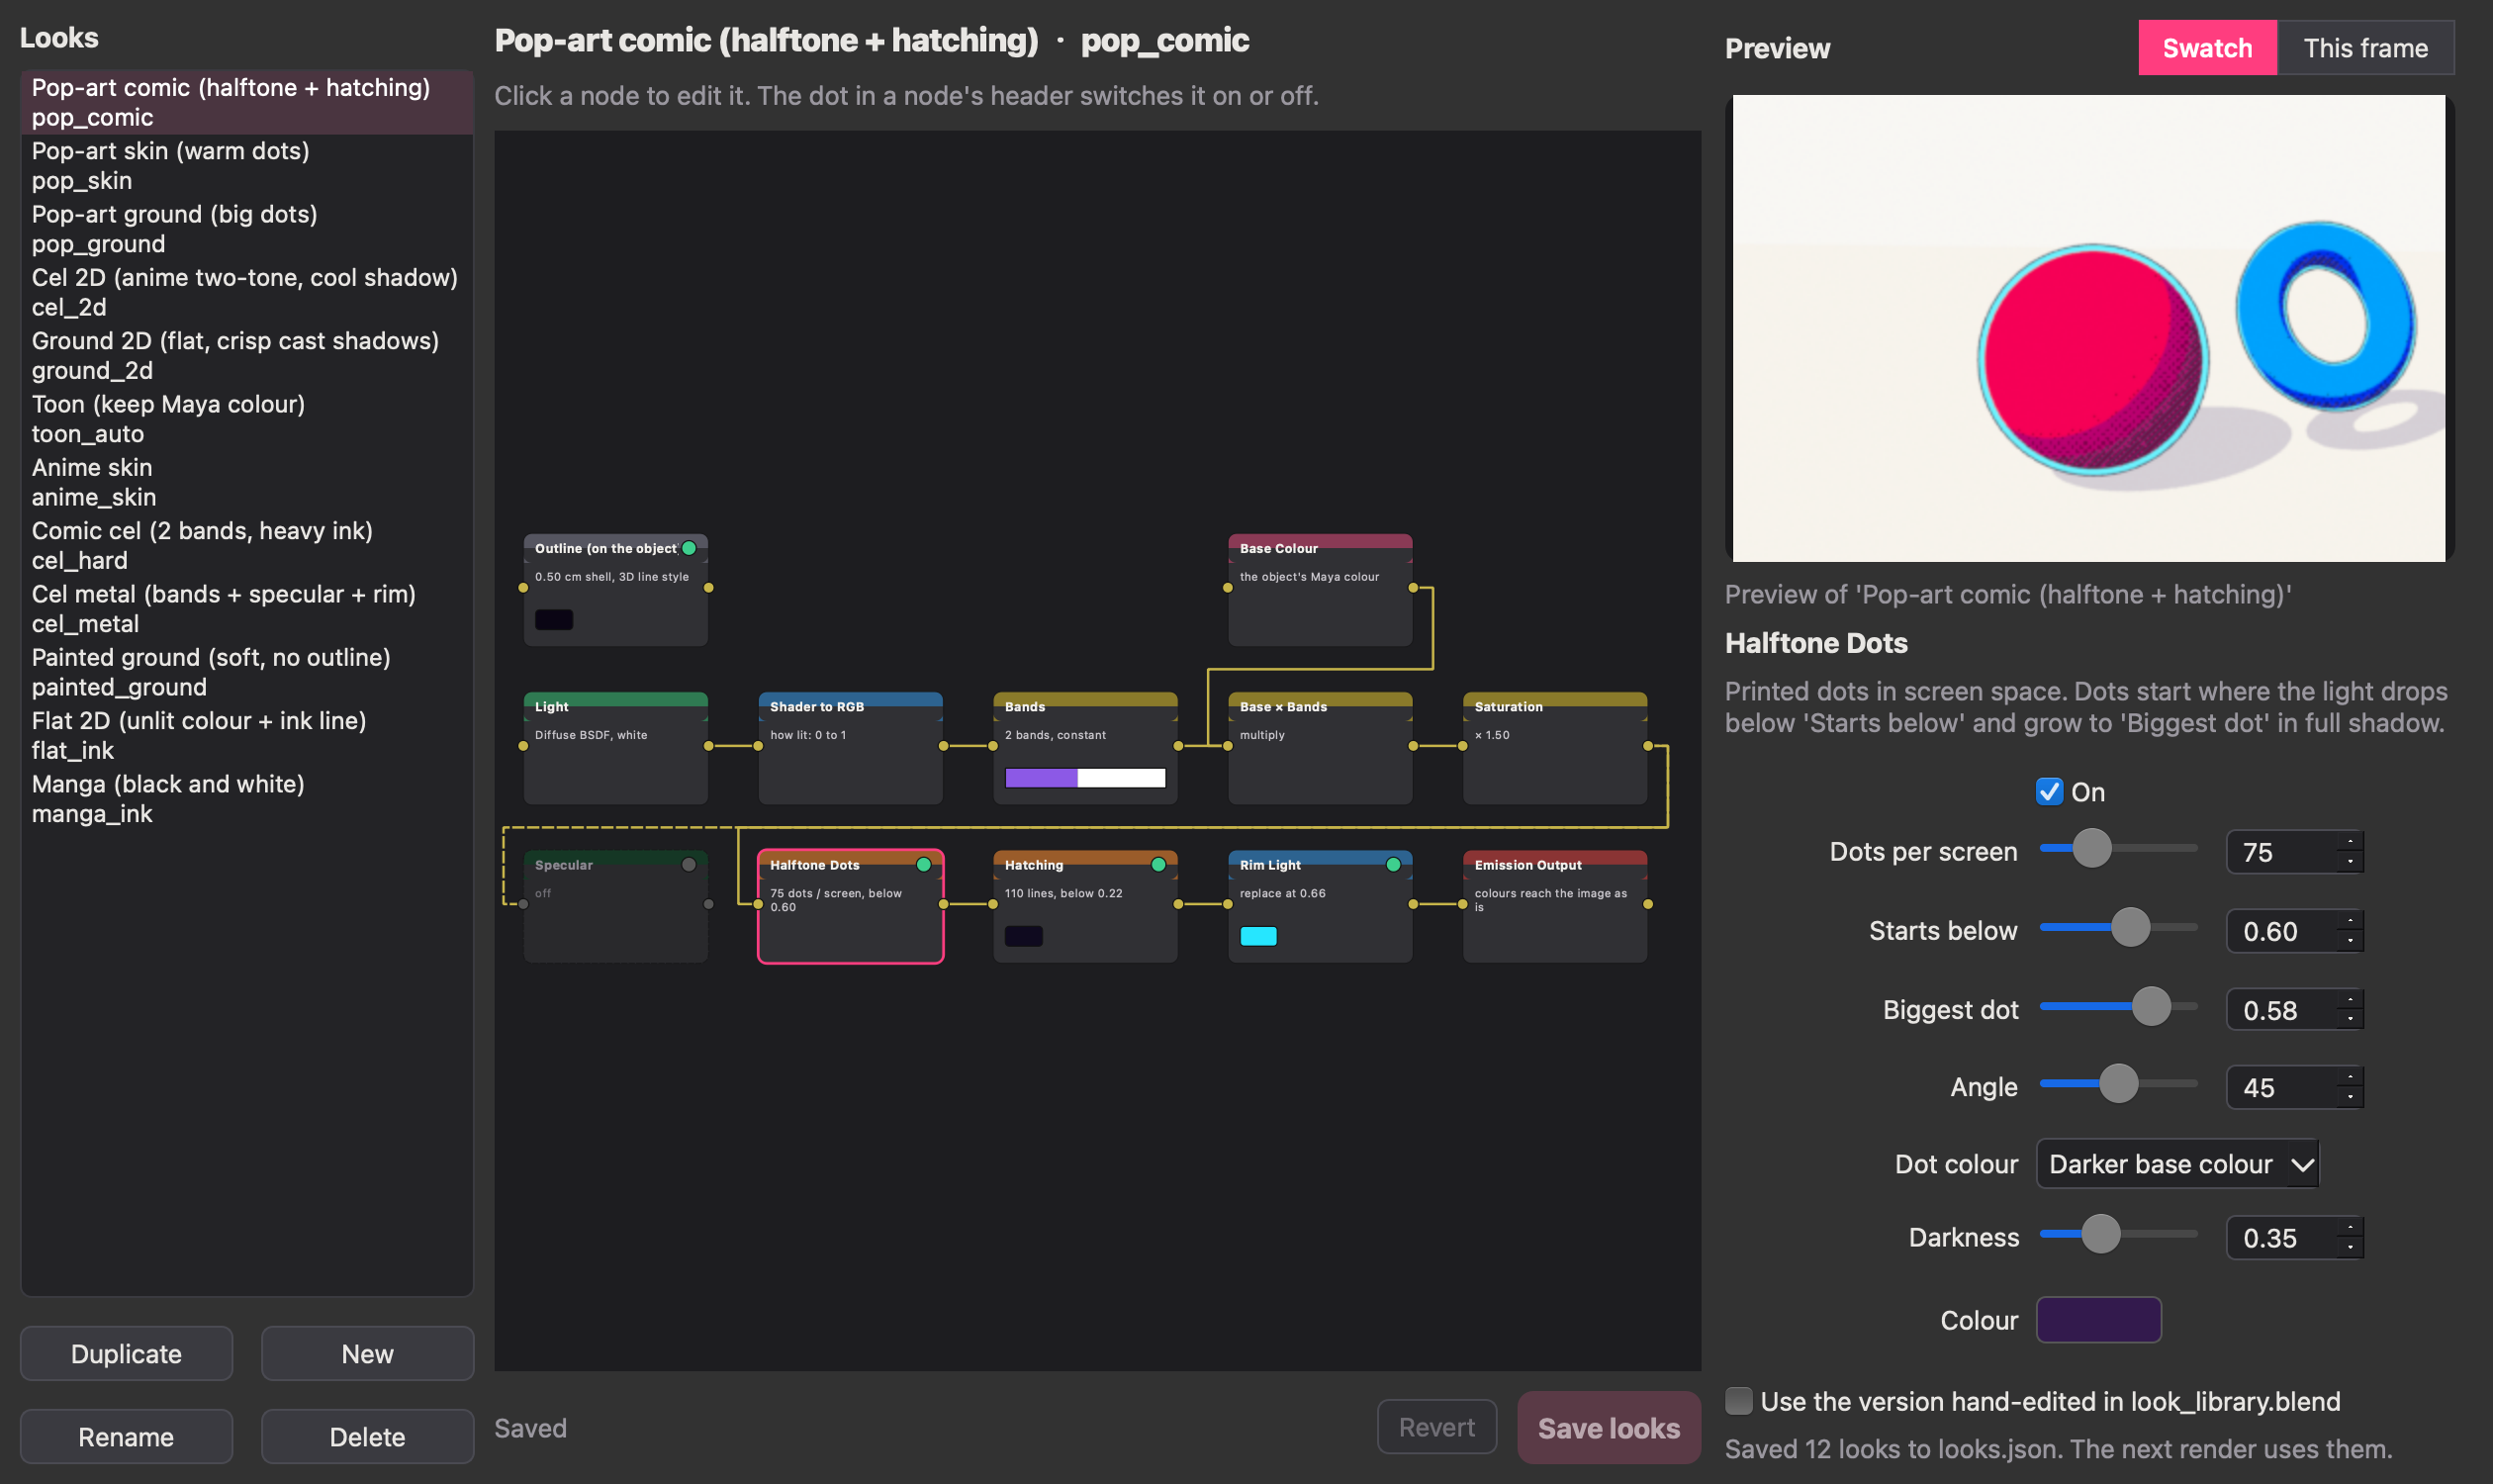 Looks
Pop-art comic (halftone + hatching)
pop_comic
Pop-art skin (warm dots)
pop_skin
Pop-art ground (big dots)
pop_ground
Cel 2D (anime two-tone, cool shadow)
cel_2d
Ground 2D (flat, crisp cast shadows)
ground_2d
Toon (keep Maya colour)
toon_auto
Anime skin
anime_skin
Comic cel (2 bands, heavy ink)
cel_hard
Cel metal (bands + specular + rim)
cel_metal
Painted ground (soft, no outline)
painted_ground
Flat 2D (unlit colour + ink line)
flat_ink
Manga (black and white)
manga_ink
Duplicate
New
Rename
Delete
Pop-art comic (halftone + hatching) · pop_comic
Click a node to edit it. The dot in a node's header switches it on or off.
Outline (on the object
0.50 cm shell, 3D line style
Base Colour
the object's Maya colour
Light
Diffuse BSDF, white
Shader to RGB
how lit: 0 to 1
Bands
2 bands, constant
Base × Bands
multiply
Saturation
× 1.50
Specular
off
Halftone Dots
75 dots / screen, below
0.60
Hatching
110 lines, below 0.22
Rim Light
replace at 0.66
Emission Output
colours reach the image as
is
Saved
Revert
Save looks
Preview
Swatch
This frame
Preview of 'Pop-art comic (halftone + hatching)'
Halftone Dots
Printed dots in screen space. Dots start where the light drops
below 'Starts below' and grow to 'Biggest dot' in full shadow.
On
Dots per screen 75
Starts below 0.60
Biggest dot 0.58
Angle 45
Dot colour Darker base colour
Darkness 0.35
Colour
Use the version hand-edited in look_library.blend
Saved 12 looks to looks.json. The next render uses them.